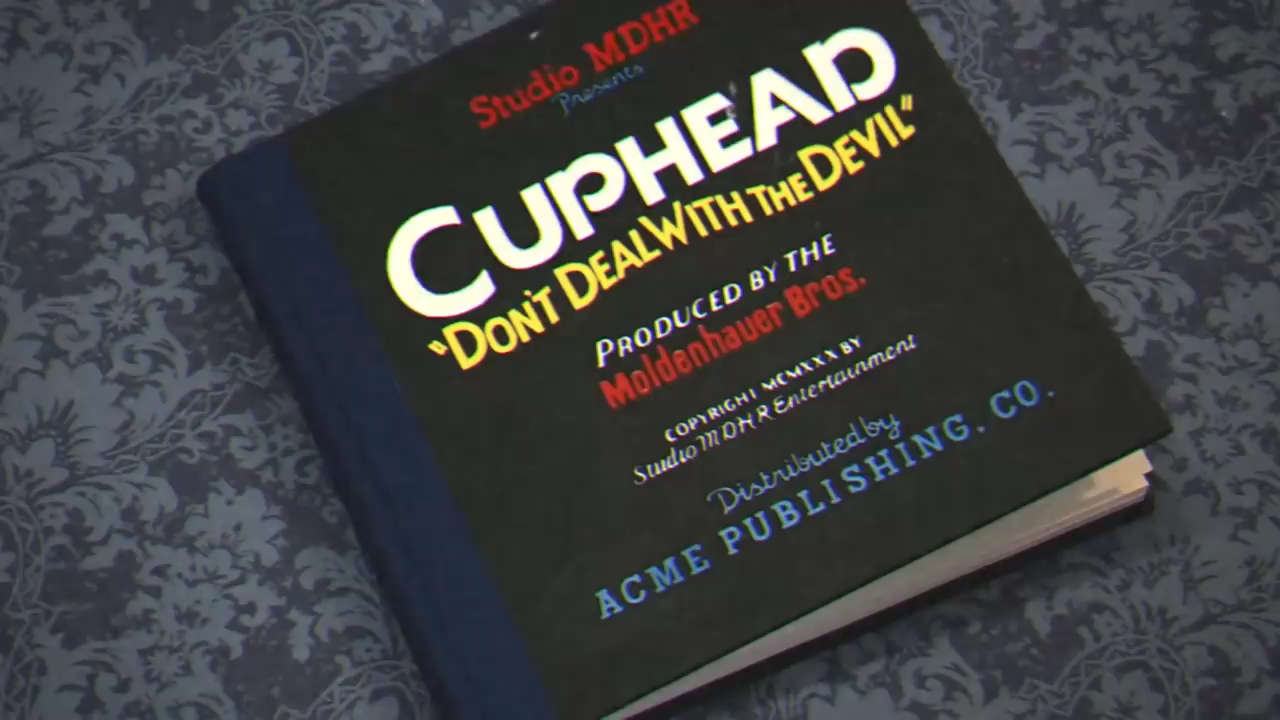 Studio MDHR
Presents
CUPHEAD
"DON'T DEAL WITH THE DEVIL"
PRODUCED BY THE
Moldenhauer Bros.
COPYRIGHT MCMXXX BY
Studio MDHR Entertainment
Distributed by
ACME PUBLISHING. CO.